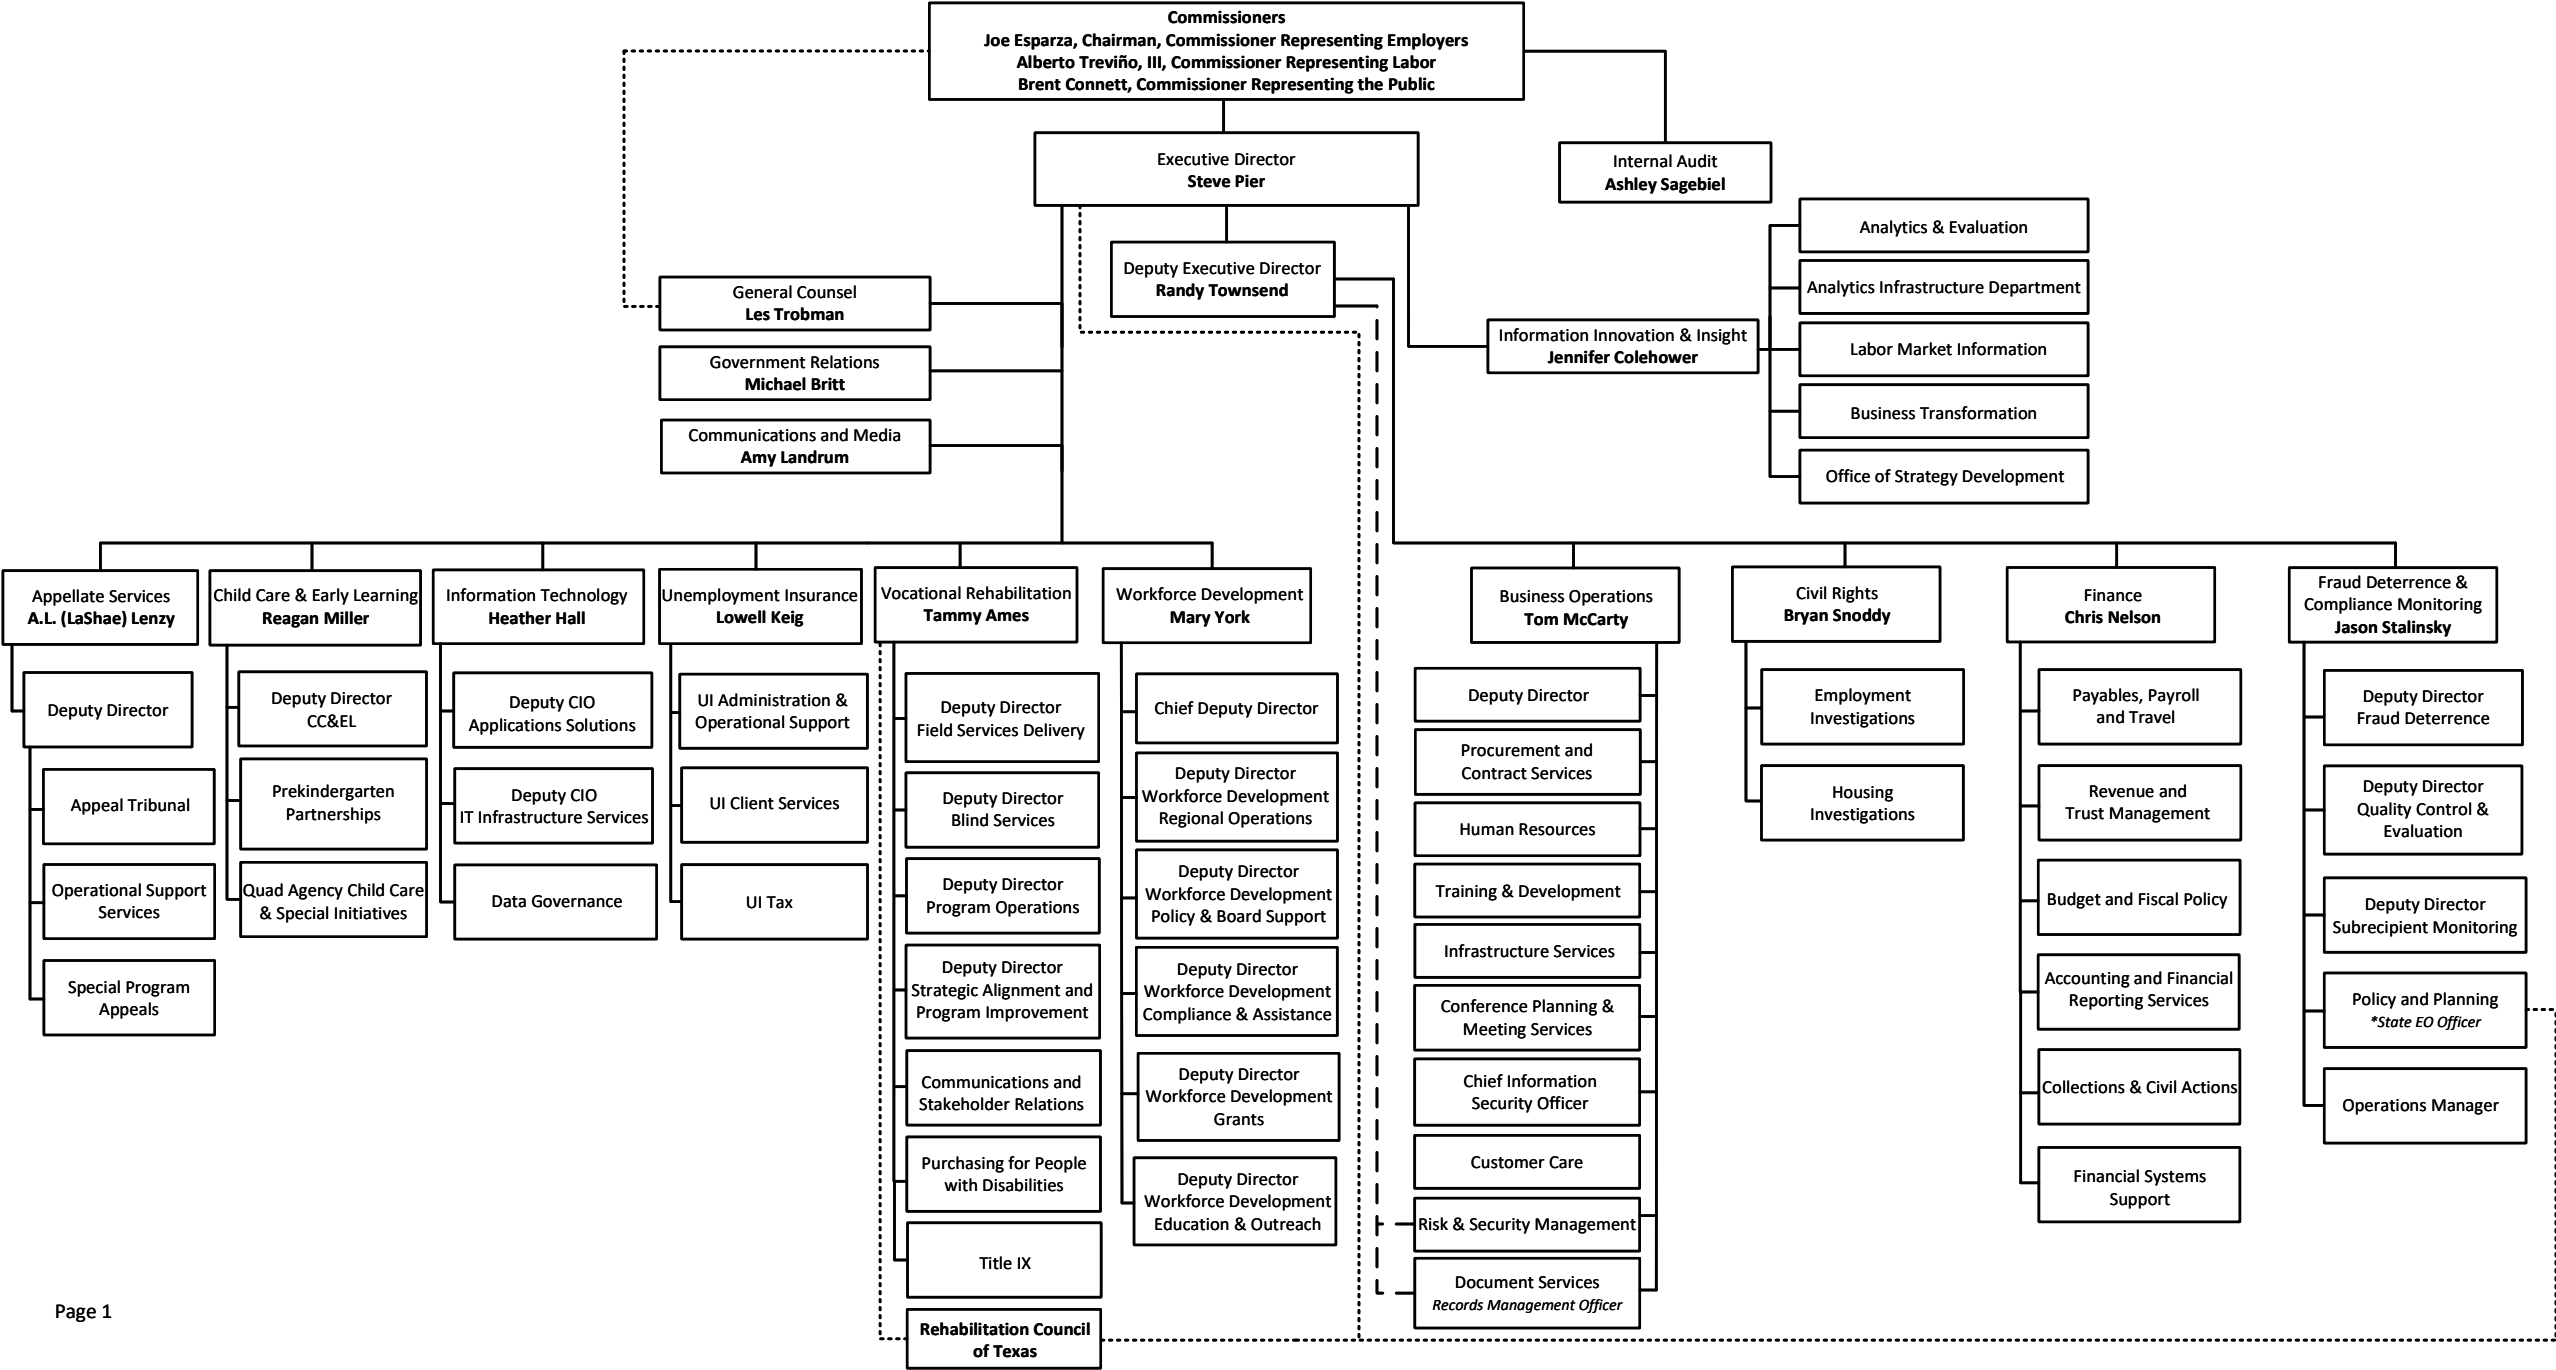 Commissioners
Joe Esparza, Chairman, Commissioner Representing Employers
Alberto Treviño, III, Commissioner Representing Labor
Brent Connett, Commissioner Representing the Public
Executive Director
Steve Pier
Internal Audit
Ashley Sagebiel
Deputy Executive Director
Randy Townsend
General Counsel
Les Trobman
Government Relations
Michael Britt
Communications and Media
Amy Landrum
Information Innovation & Insight
Jennifer Colehower
Analytics & Evaluation
Analytics Infrastructure Department
Labor Market Information
Business Transformation
Office of Strategy Development
Appellate Services
A.L. (LaShae) Lenzy
Deputy Director
Appeal Tribunal
Operational Support
Services
Special Program
Appeals
Child Care & Early Learning
Reagan Miller
Deputy Director
CC&EL
Prekindergarten
Partnerships
Quad Agency Child Care
& Special Initiatives
Information Technology
Heather Hall
Deputy CIO
Applications Solutions
Deputy CIO
IT Infrastructure Services
Data Governance
Unemployment Insurance
Lowell Keig
UI Administration &
Operational Support
UI Client Services
UI Tax
Vocational Rehabilitation
Tammy Ames
Deputy Director
Field Services Delivery
Deputy Director
Blind Services
Deputy Director
Program Operations
Deputy Director
Strategic Alignment and
Program Improvement
Communications and
Stakeholder Relations
Purchasing for People
with Disabilities
Title IX
Rehabilitation Council
of Texas
Workforce Development
Mary York
Chief Deputy Director
Deputy Director
Workforce Development
Regional Operations
Deputy Director
Workforce Development
Policy & Board Support
Deputy Director
Workforce Development
Compliance & Assistance
Deputy Director
Workforce Development
Grants
Deputy Director
Workforce Development
Education & Outreach
Business Operations
Tom McCarty
Deputy Director
Procurement and
Contract Services
Human Resources
Training & Development
Infrastructure Services
Conference Planning &
Meeting Services
Chief Information
Security Officer
Customer Care
Risk & Security Management
Document Services
Records Management Officer
Civil Rights
Bryan Snoddy
Employment
Investigations
Housing
Investigations
Finance
Chris Nelson
Payables, Payroll
and Travel
Revenue and
Trust Management
Budget and Fiscal Policy
Accounting and Financial
Reporting Services
Collections & Civil Actions
Financial Systems
Support
Fraud Deterrence &
Compliance Monitoring
Jason Stalinsky
Deputy Director
Fraud Deterrence
Deputy Director
Quality Control &
Evaluation
Deputy Director
Subrecipient Monitoring
Policy and Planning
*State EO Officer
Operations Manager
Page 1